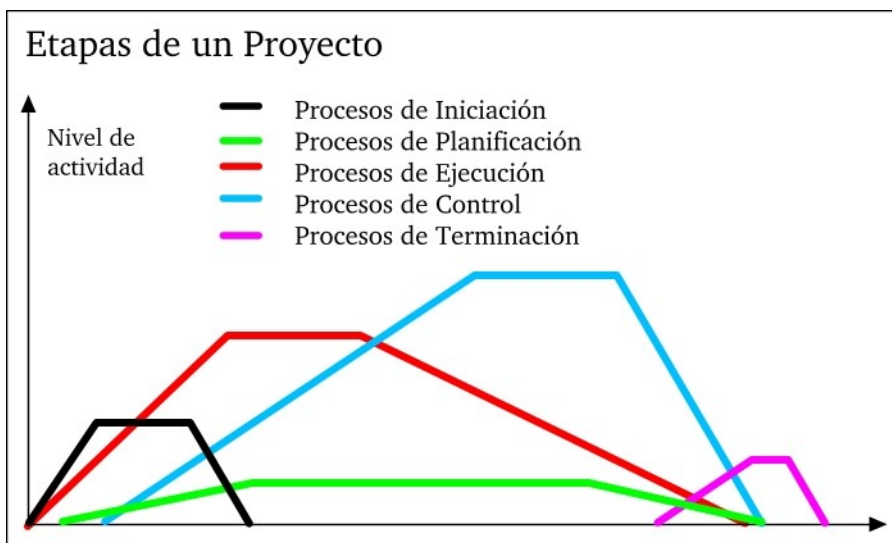 Etapas de un Proyecto
Nivel de
actividad
Procesos de Iniciación
Procesos de Planificación
Procesos de Ejecución
Procesos de Control
Procesos de Terminación